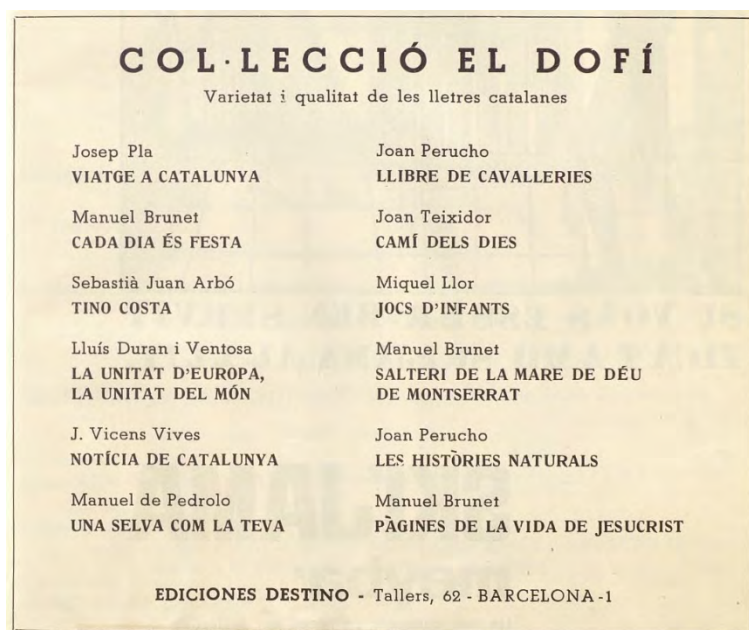 COL·LECCIÓ EL DOFÍ
Varietat i qualitat de les lletres catalanes
Josep Pla
VIATGE A CATALUNYA
Manuel Brunet
CADA DIA ÉS FESTA
Sebastià Juan Arbó
TINO COSTA
Lluís Duran i Ventosa
LA UNITAT D'EUROPA,
LA UNITAT DEL MÓN
J. Vicens Vives
NOTÍCIA DE CATALUNYA
Manuel de Pedrolo
UNA SELVA COM LA TEVA
Joan Perucho
LLIBRE DE CAVALLERIES
Joan Teixidor
CAMÍ DELS DIES
Miquel Llor
JOCS D'INFANTS
Manuel Brunet
SALTERI DE LA MARE DE DÉU
DE MONTSERRAT
Joan Perucho
LES HISTÒRIES NATURALS
Manuel Brunet
PÀGINES DE LA VIDA DE JESUCRIST
EDICIONES DESTINO - Tallers, 62 - BARCELONA-1